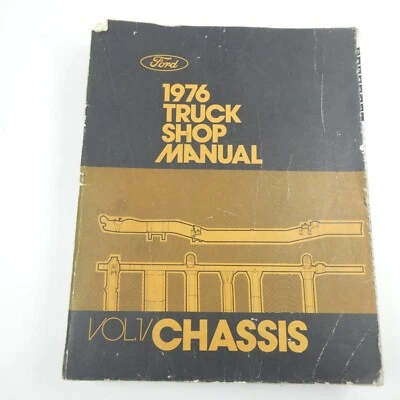 Ford
1976
TRUCK
SHOP
MANUAL
VOL.1/CHASSIS